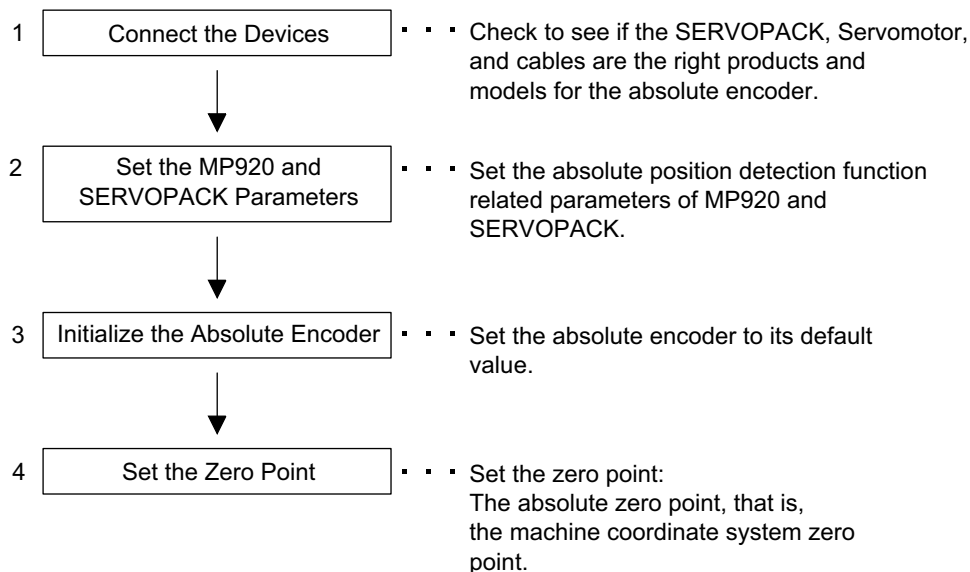 1
Connect the Devices
· · · Check to see if the SERVOPACK, Servomotor,
and cables are the right products and
models for the absolute encoder.
2
Set the MP920 and
SERVOPACK Parameters
· · · Set the absolute position detection function
related parameters of MP920 and
SERVOPACK.
3
Initialize the Absolute Encoder
· · · Set the absolute encoder to its default
value.
4
Set the Zero Point
· · · Set the zero point:
The absolute zero point, that is,
the machine coordinate system zero
point.